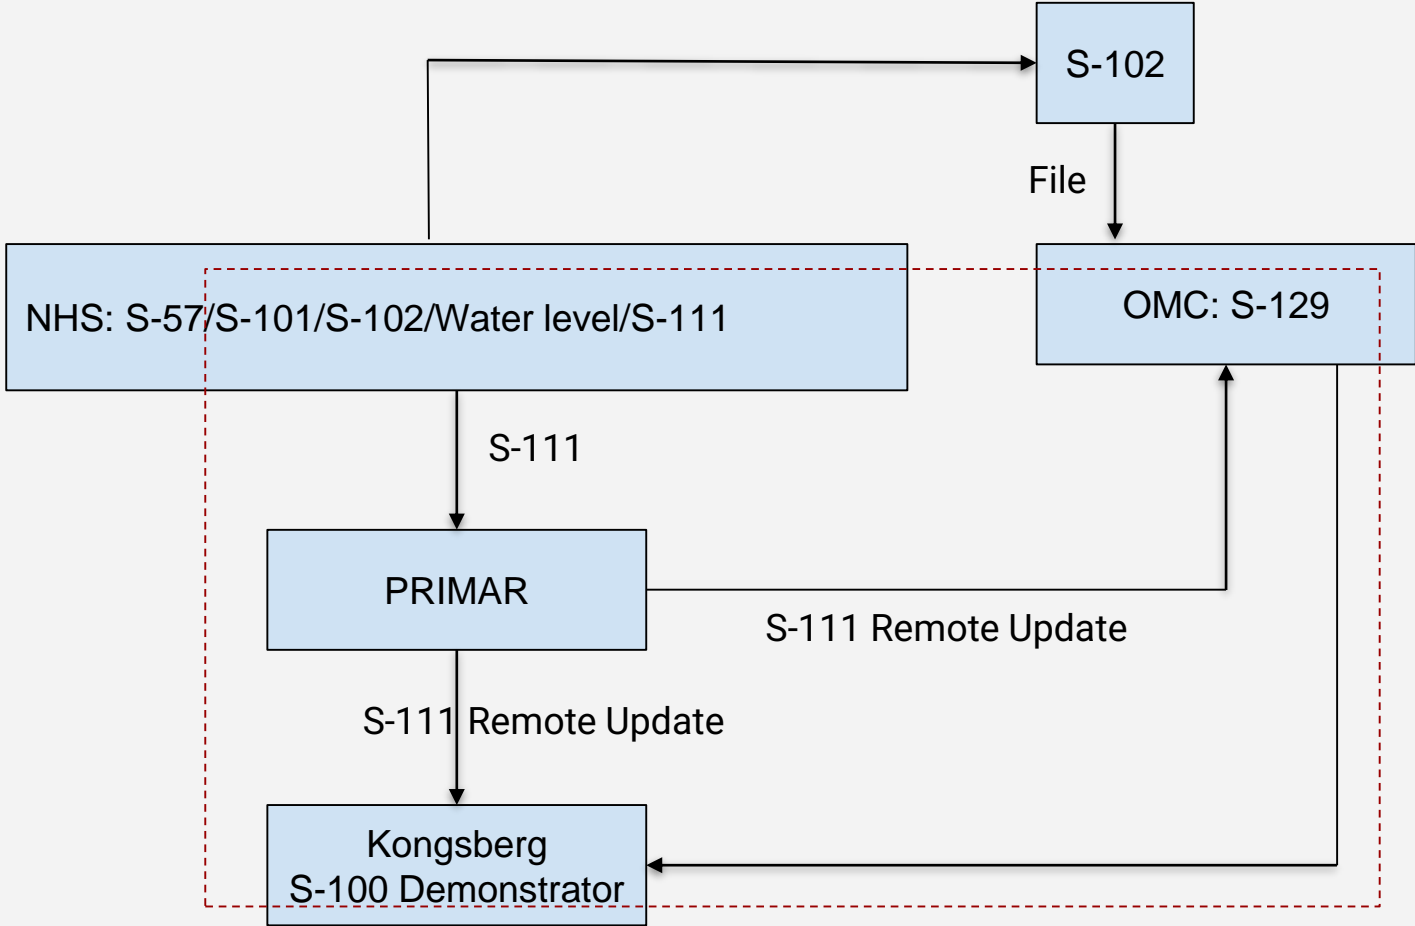 S-102
File
NHS: S-57/S-101/S-102/Water level/S-111
OMC: S-129
S-111
PRIMAR
S-111 Remote Update
S-111 Remote Update
Kongsberg
S-100 Demonstrator